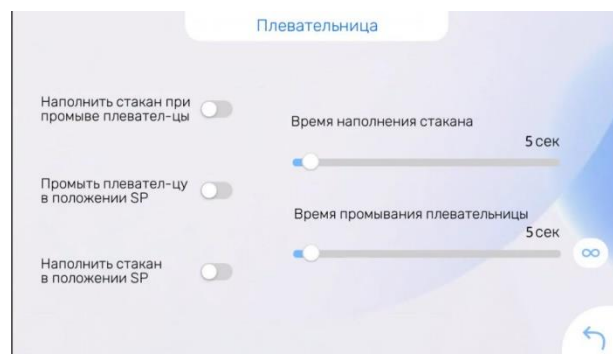 Плевательница
Наполнить стакан при
промыве плевател-цы
Промыть плевател-цу
в положении SP
Наполнить стакан
в положении SP
Время наполнения стакана
5 сек
Время промывания плевательницы
5 сек
∞